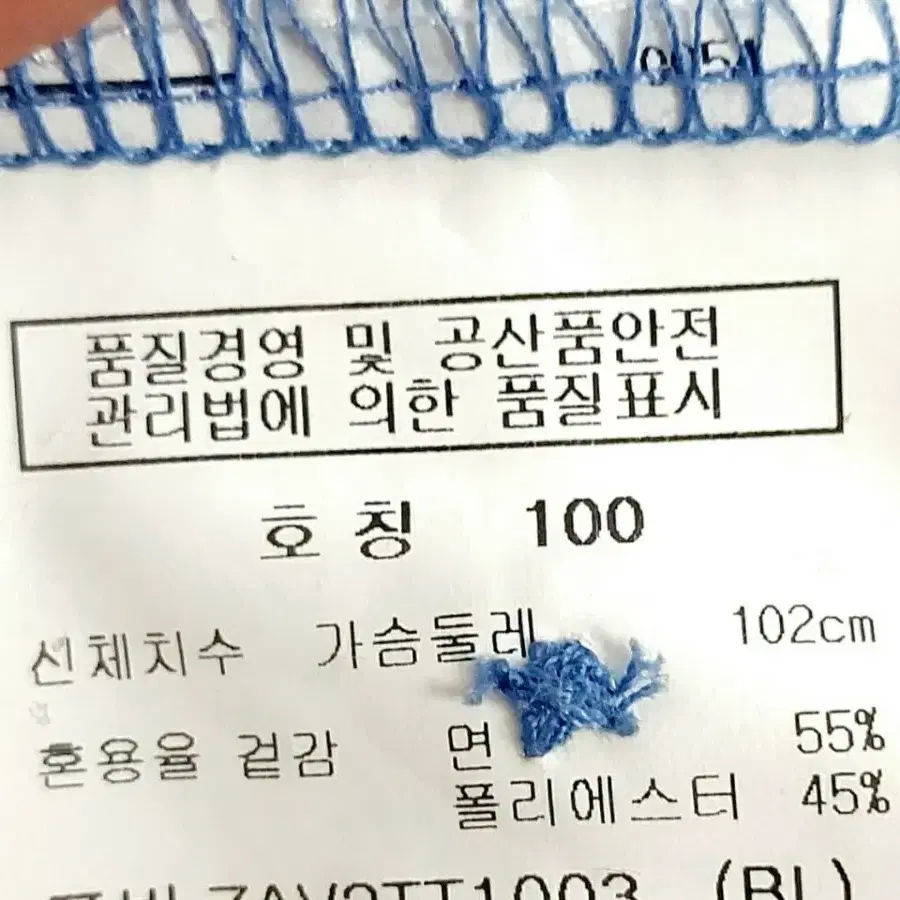 품질경영 및 공산품안전
관리법에 의한 품질표시
호 칭 100
신체치수 가슴둘레 102cm
혼용율 겉감 면 55%
폴리에스터 45%
(BL)